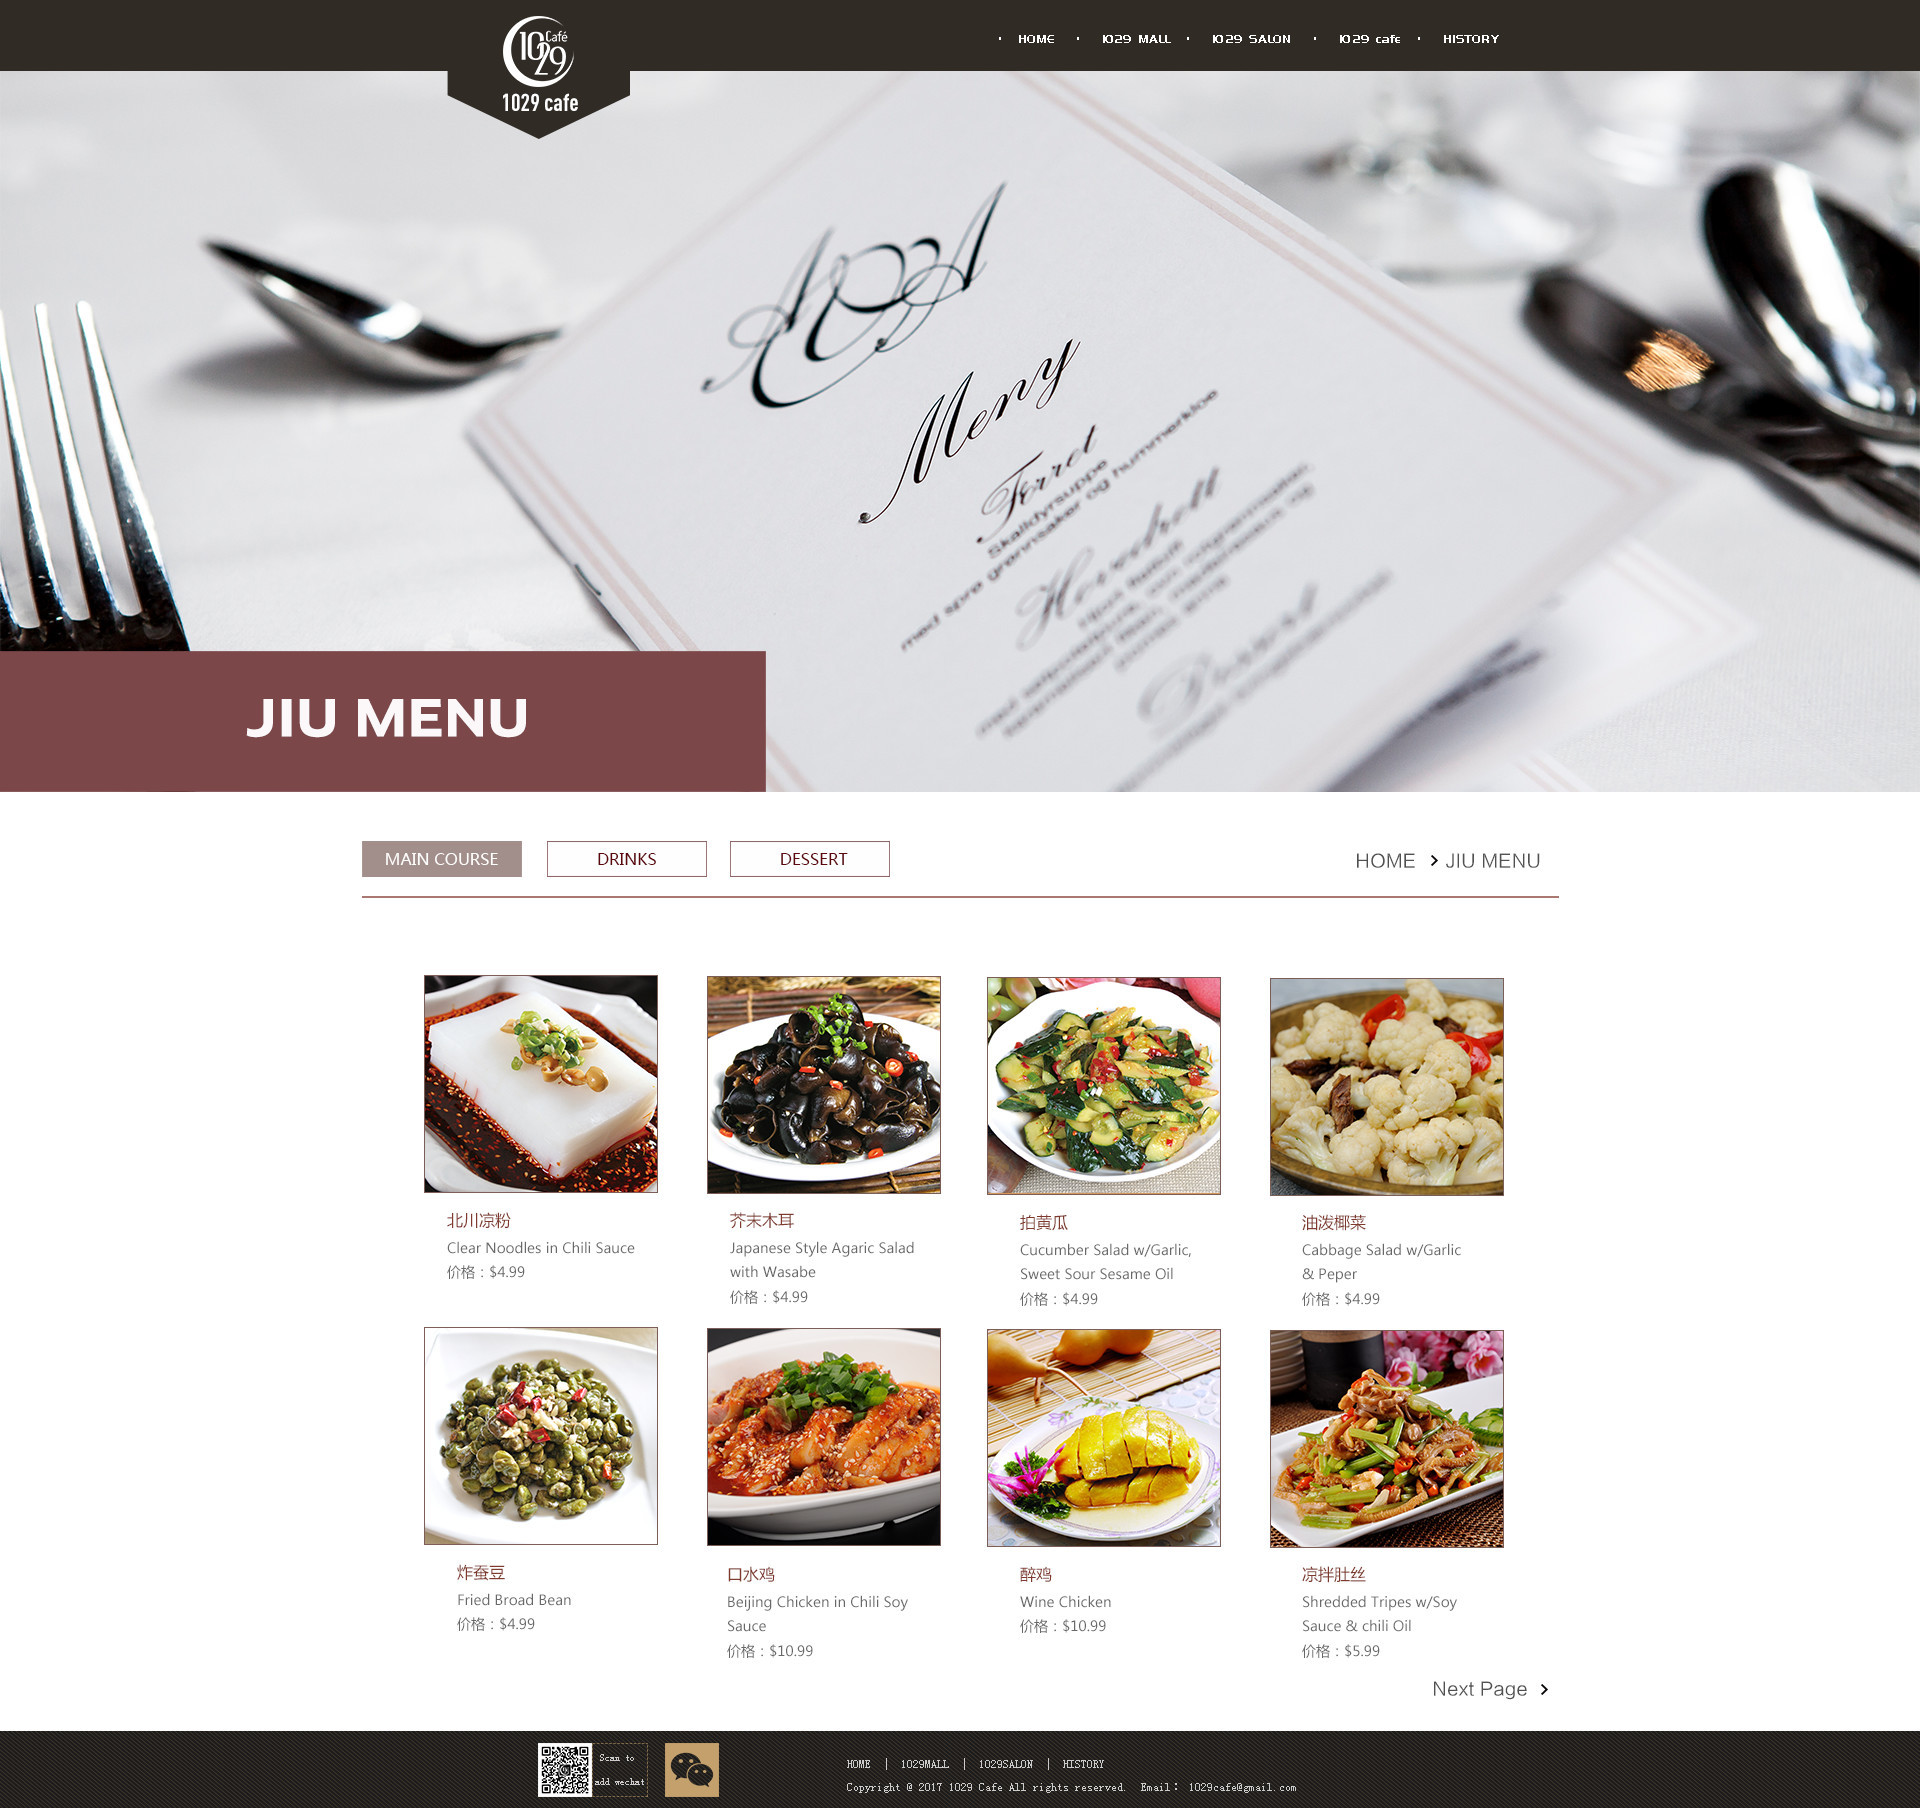 Café
1029
1029 cafe
HOME
1029 MALL
1029 SALON
1029 cafe
HISTORY
Meny
Forret
Skalldyrsuppe
med sprø grønnsaker og hummerkløe
Hovedrett
Dessert
JIU MENU
MAIN COURSE
DRINKS
DESSERT
HOME > JIU MENU
北川凉粉
Clear Noodles in Chili Sauce
价格：$4.99
芥末木耳
Japanese Style Agaric Salad
with Wasabe
价格：$4.99
拍黄瓜
Cucumber Salad w/Garlic,
Sweet Sour Sesame Oil
价格：$4.99
油泼椰菜
Cabbage Salad w/Garlic
& Peper
价格：$4.99
炸蚕豆
Fried Broad Bean
价格：$4.99
口水鸡
Beijing Chicken in Chili Soy
Sauce
价格：$10.99
醉鸡
Wine Chicken
价格：$10.99
凉拌肚丝
Shredded Tripes w/Soy
Sauce & chili Oil
价格：$5.99
Next Page >
Scan to
add wechat
HOME | 1029MALL | 1029SALON | HISTORY
Copyright @ 2017 1029 Cafe All rights reserved. Email： 1029cafe@gmail.com